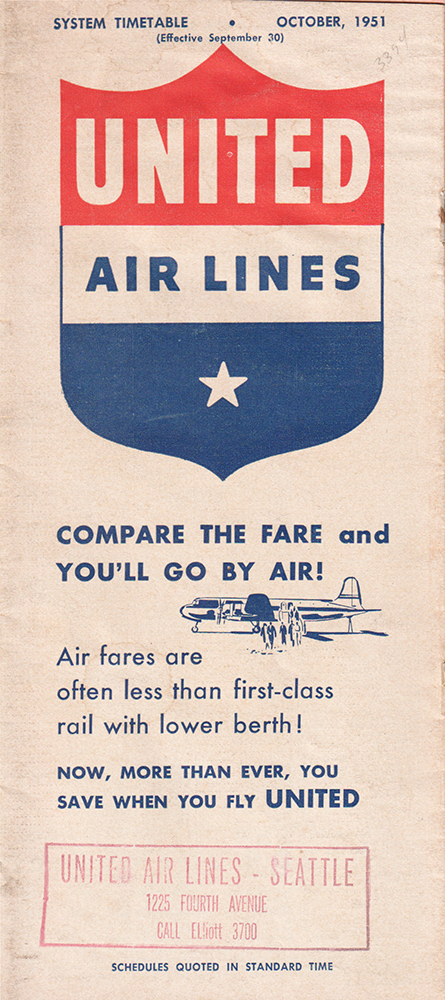 SYSTEM TIMETABLE • OCTOBER, 1951
(Effective September 30)
3394
UNITED
AIR LINES
COMPARE THE FARE and
YOU'LL GO BY AIR!
Air fares are
often less than first-class
rail with lower berth!
NOW, MORE THAN EVER, YOU
SAVE WHEN YOU FLY UNITED
UNITED AIR LINES - SEATTLE
1225 FOURTH AVENUE
CALL ELliott 3700
SCHEDULES QUOTED IN STANDARD TIME